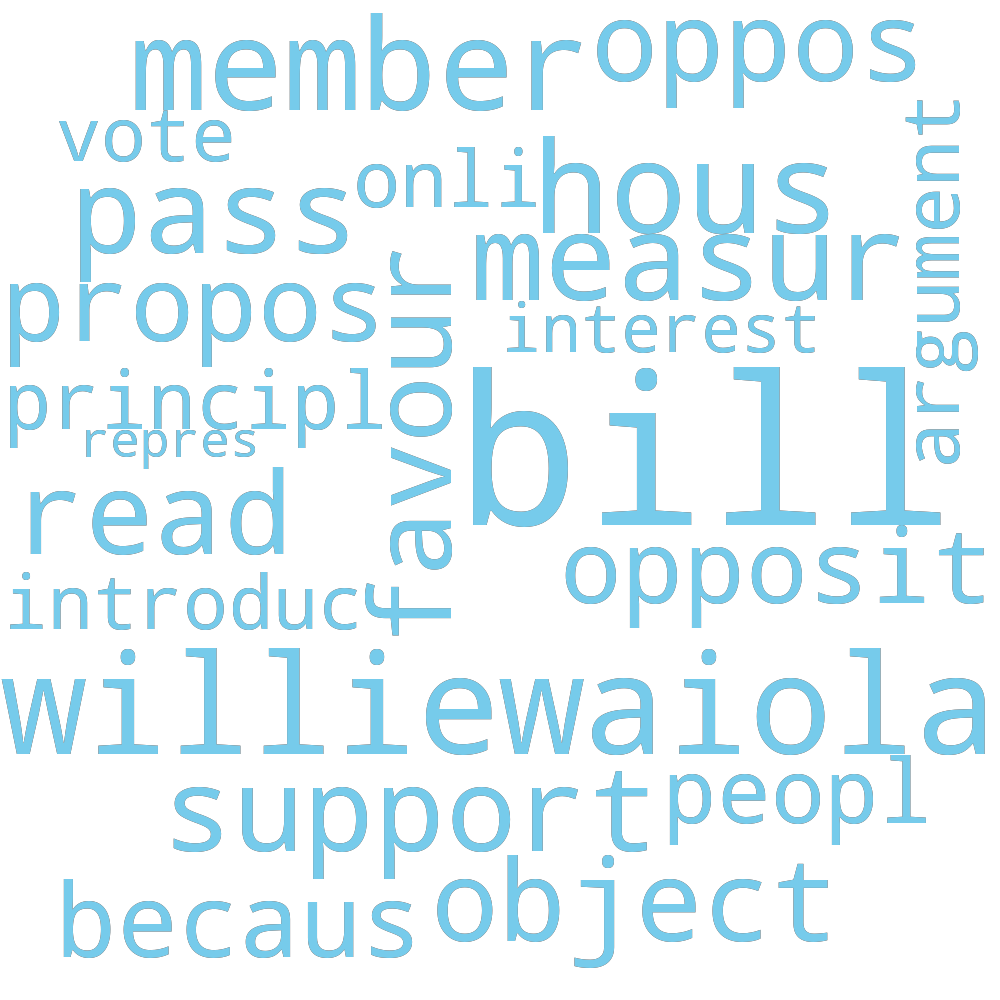 member
oppos
vote
argument
onli
hous
pass
measur
propos
favour
interest
principl
bill
repres
read
opposit
introduc
williewaiola
support
peopl
object
becaus